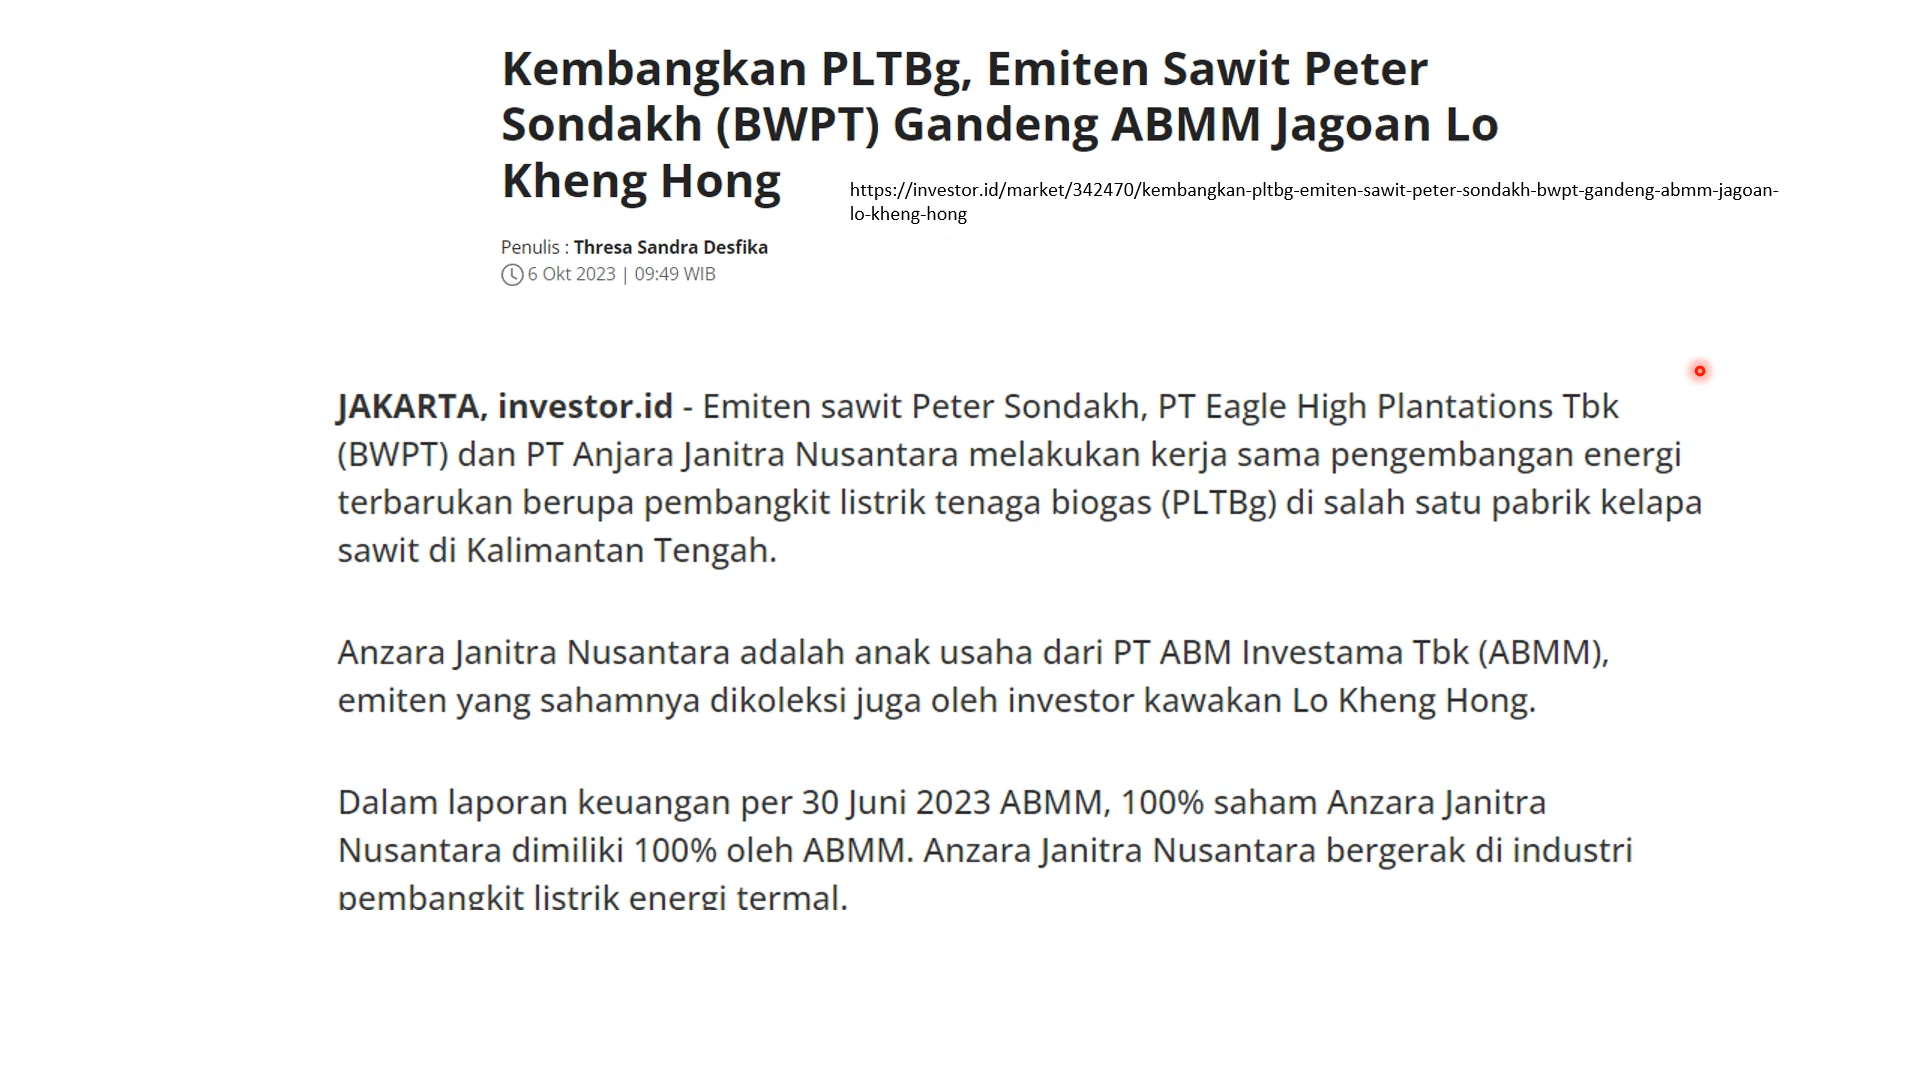 Kembangkan PLTBg, Emiten Sawit Peter
Sondakh (BWPT) Gandeng ABMM Jagoan Lo
Kheng Hong
https://investor.id/market/342470/kembangkan-pltbg-emiten-sawit-peter-sondakh-bwpt-gandeng-abmm-jagoan-
lo-kheng-hong
Penulis : Thresa Sandra Desfika
6 Okt 2023 | 09:49 WIB
JAKARTA, investor.id - Emiten sawit Peter Sondakh, PT Eagle High Plantations Tbk
(BWPT) dan PT Anjara Janitra Nusantara melakukan kerja sama pengembangan energi
terbarukan berupa pembangkit listrik tenaga biogas (PLTBg) di salah satu pabrik kelapa
sawit di Kalimantan Tengah.
Anzara Janitra Nusantara adalah anak usaha dari PT ABM Investama Tbk (ABMM),
emiten yang sahamnya dikoleksi juga oleh investor kawakan Lo Kheng Hong.
Dalam laporan keuangan per 30 Juni 2023 ABMM, 100% saham Anzara Janitra
Nusantara dimiliki 100% oleh ABMM. Anzara Janitra Nusantara bergerak di industri
pembangkit listrik energi termal.